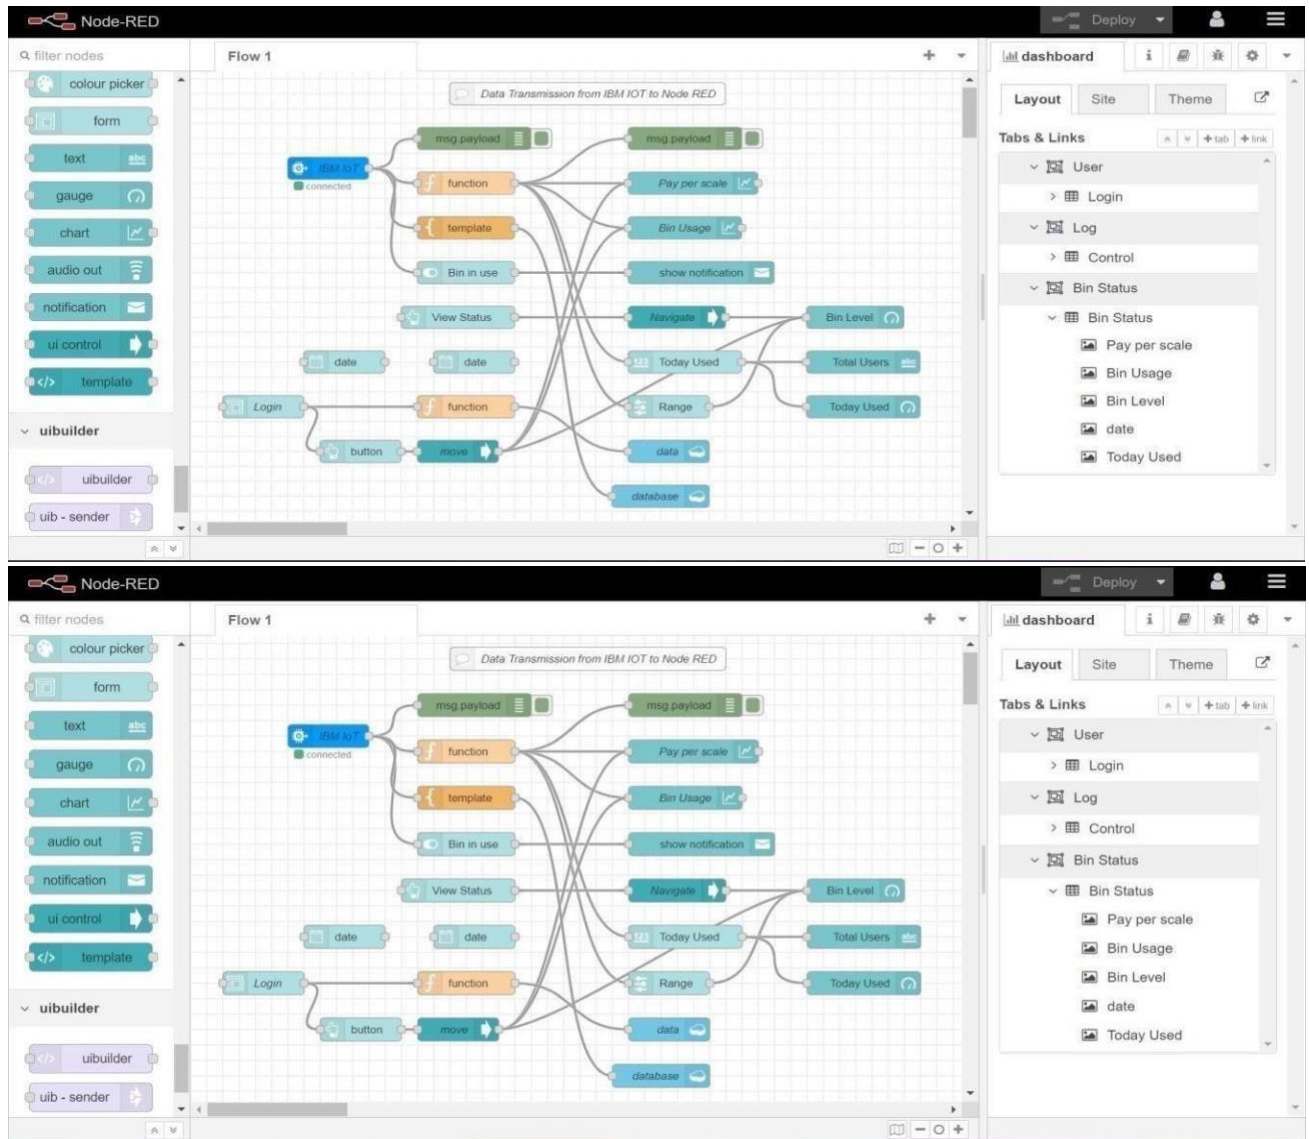 Node-RED
Deploy
filter nodes
Flow 1
dashboard
i
colour picker
form
text
abc
gauge
chart
audio out
notification
ui control
</> template
uibuilder
</> uibuilder
uib - sender
Data Transmission from IBM IOT to Node RED
msg.payload
msg.payload
IBM IoT
connected
function
Pay per scale
template
Bin Usage
Bin in use
show notification
View Status
Navigate
Bin Level
date
date
123 Today Used
Total Users abc
Login
function
Range
Today Used
button
move
data
database
Layout
Site
Theme
Tabs & Links
+ tab
+ link
User
Login
Log
Control
Bin Status
Bin Status
Pay per scale
Bin Usage
Bin Level
date
Today Used
Node-RED
Deploy
filter nodes
Flow 1
dashboard
i
colour picker
form
text
abc
gauge
chart
audio out
notification
ui control
</> template
uibuilder
</> uibuilder
uib - sender
Data Transmission from IBM IOT to Node RED
msg.payload
msg.payload
IBM IoT
connected
function
Pay per scale
template
Bin Usage
Bin in use
show notification
View Status
Navigate
Bin Level
date
date
123 Today Used
Total Users abc
Login
function
Range
Today Used
button
move
data
database
Layout
Site
Theme
Tabs & Links
+ tab
+ link
User
Login
Log
Control
Bin Status
Bin Status
Pay per scale
Bin Usage
Bin Level
date
Today Used